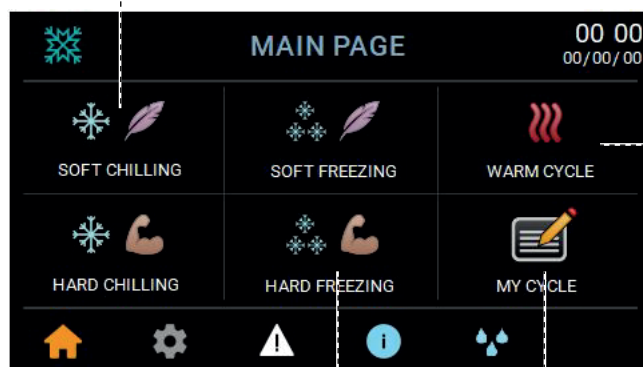 MAIN PAGE
00 00
00/00/00
SOFT CHILLING
SOFT FREEZING
WARM CYCLE
HARD CHILLING
HARD FREEZING
MY CYCLE
i